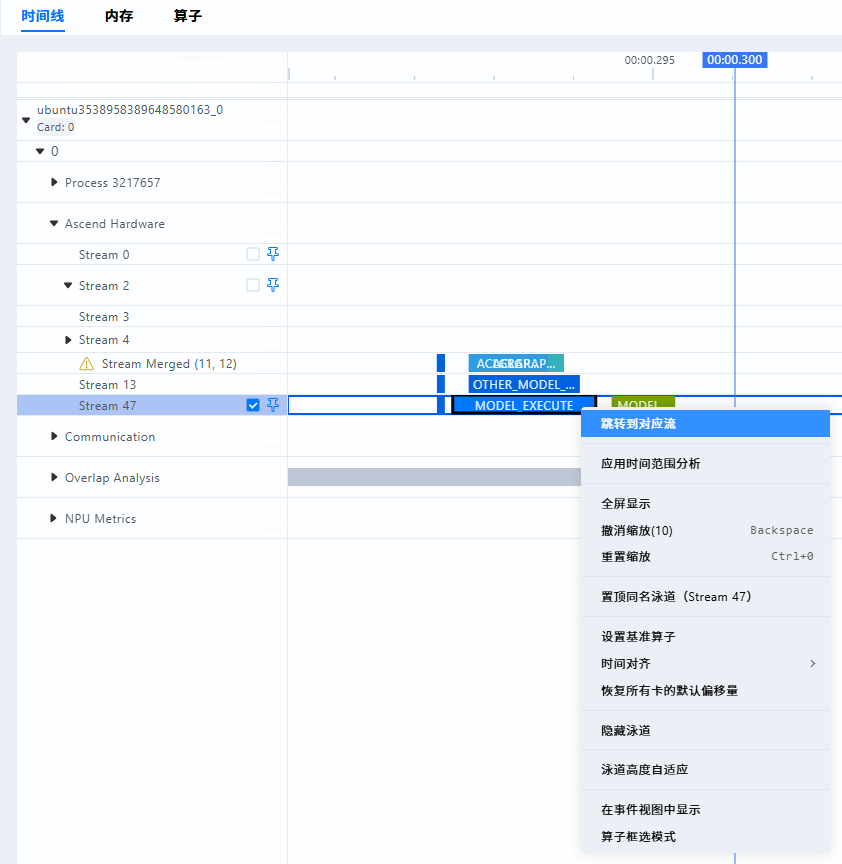 时间线 内存 算子
00:00.295 00:00.300
ubuntu3538958389648580163_0
Card: 0
0
Process 3217657
Ascend Hardware
Stream 0
Stream 2
Stream 3
Stream 4
Stream Merged (11, 12)
Stream 13 OTHER_MODEL_...
Stream 47 MODEL_EXECUTE MODEL
跳转到对应流
Communication
应用时间范围分析
Overlap Analysis
全屏显示
NPU Metrics
撤消缩放(10) Backspace
重置缩放 Ctrl+0
置顶同名泳道（Stream 47）
设置基准算子
时间对齐
恢复所有卡的默认偏移量
隐藏泳道
泳道高度自适应
在事件视图中显示
算子框选模式